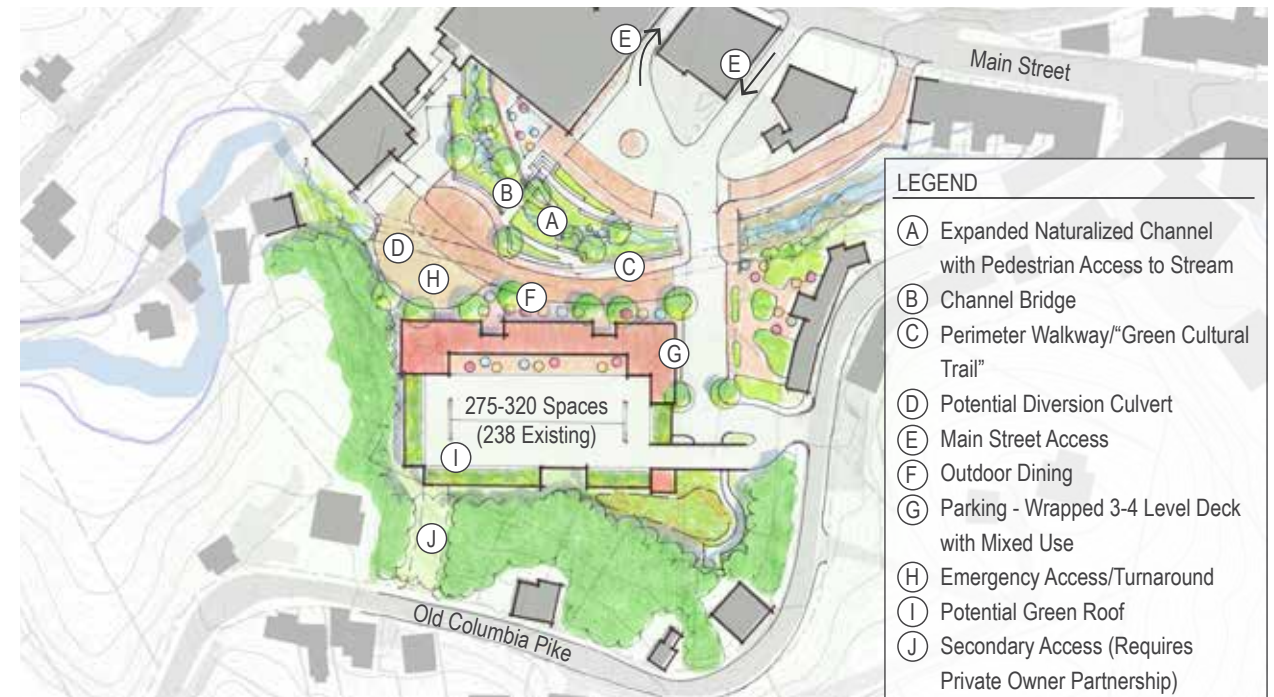 E
E
Main Street
B
A
D
C
H
F
G
275-320 Spaces
(238 Existing)
I
J
Old Columbia Pike
LEGEND
A Expanded Naturalized Channel
with Pedestrian Access to Stream
B Channel Bridge
C Perimeter Walkway/“Green Cultural
Trail”
D Potential Diversion Culvert
E Main Street Access
F Outdoor Dining
G Parking - Wrapped 3-4 Level Deck
with Mixed Use
H Emergency Access/Turnaround
I Potential Green Roof
J Secondary Access (Requires
Private Owner Partnership)